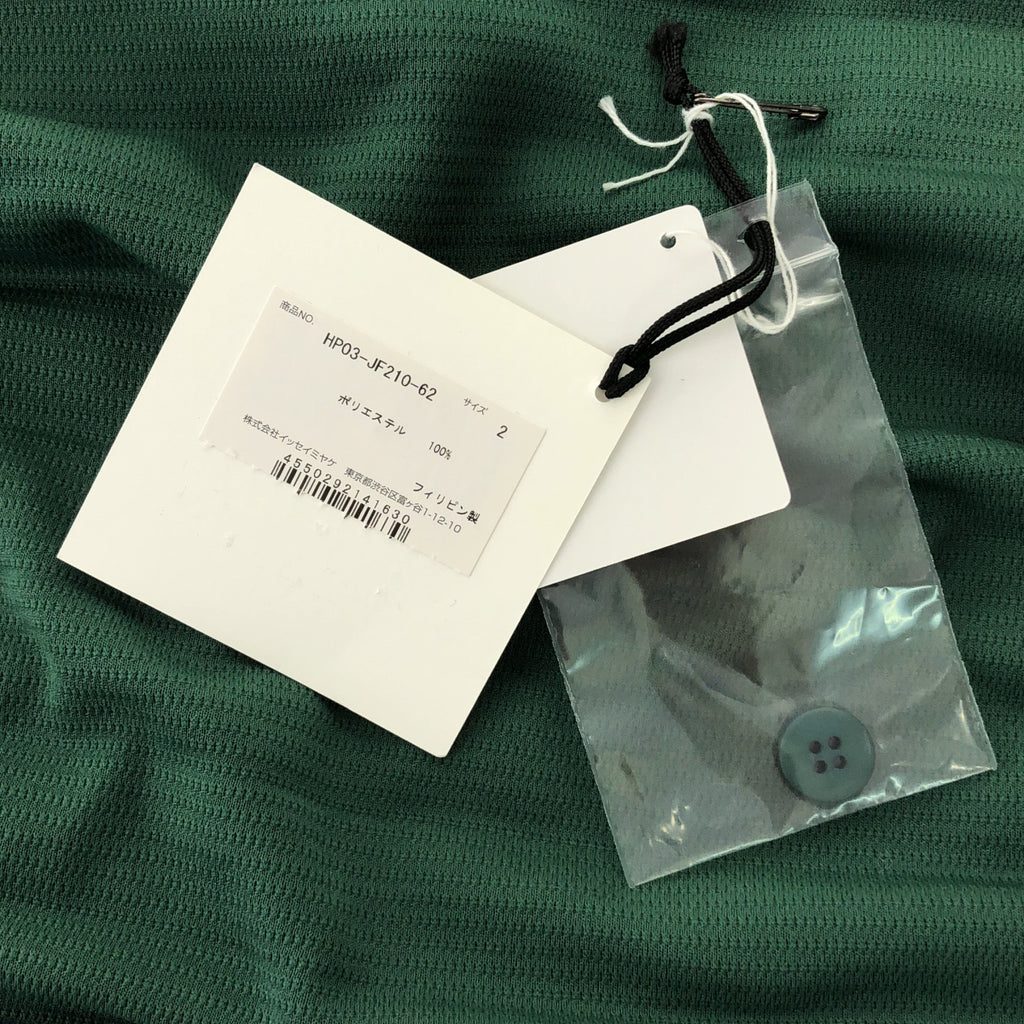 商品NO.
HP03-JF210-62
サイズ
2
ポリエステル 100%
フィリピン製
株式会社イッセイミヤケ 東京都渋谷区富ヶ谷1-12-10
4550292141630